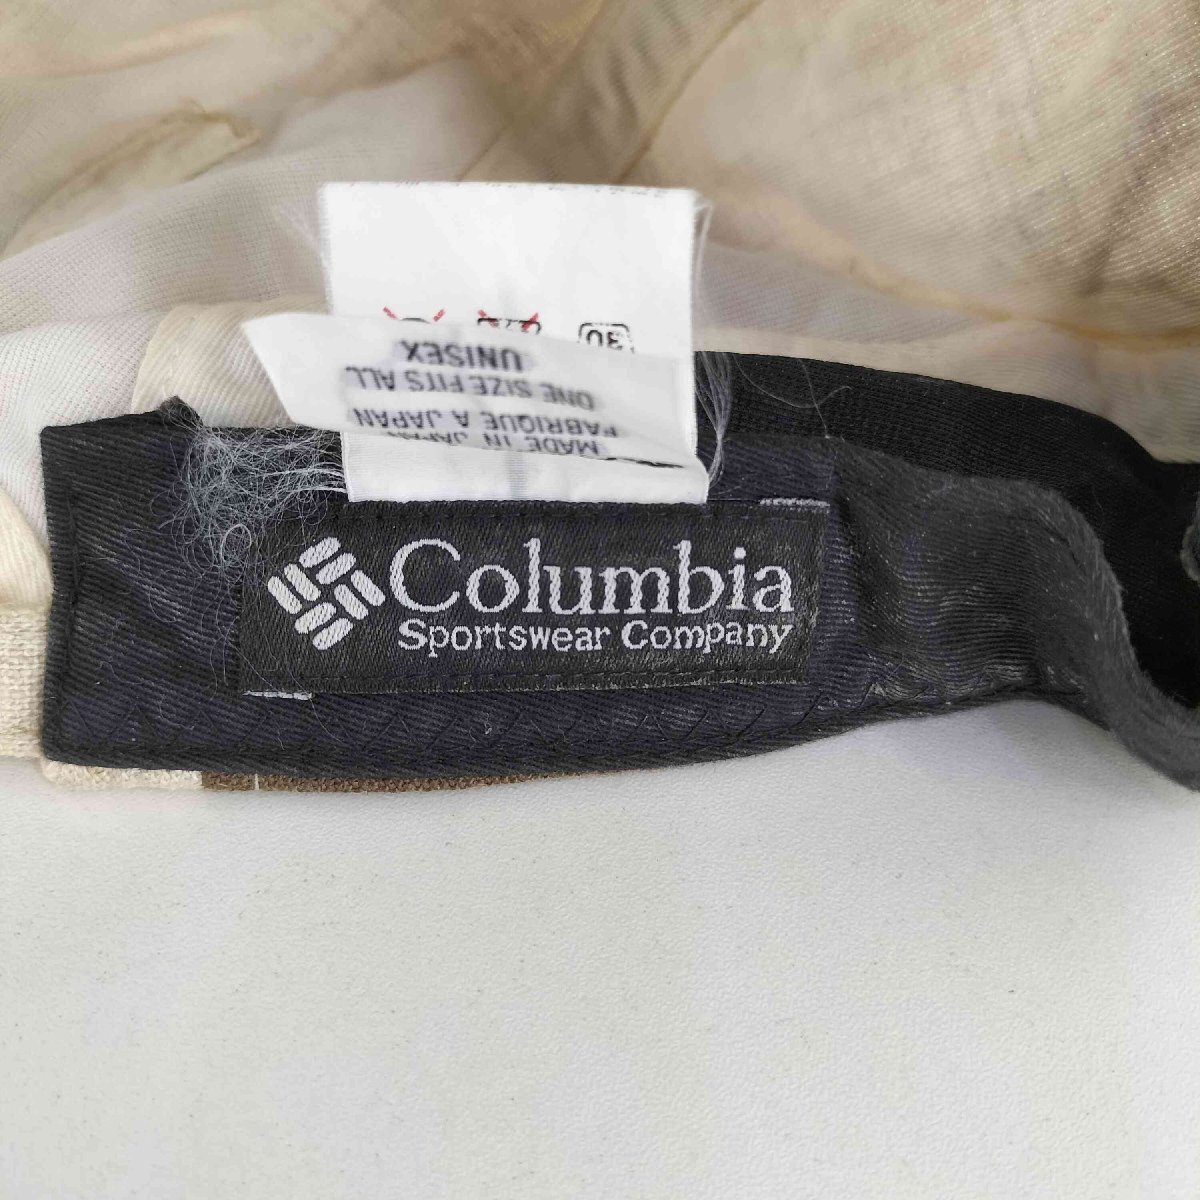 Columbia
Sportswear Company
UNISEX
ONE SIZE FITS ALL
FABRIQUE A JAPAN
MADE IN JAPAN
30